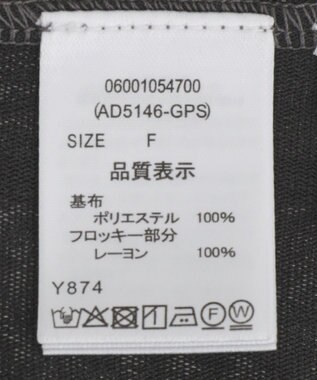 06001054700
(AD5146-GPS)
SIZE F
品質表示
基布
ポリエステル 100%
フロッキー部分
レーヨン 100%
Y874
F W